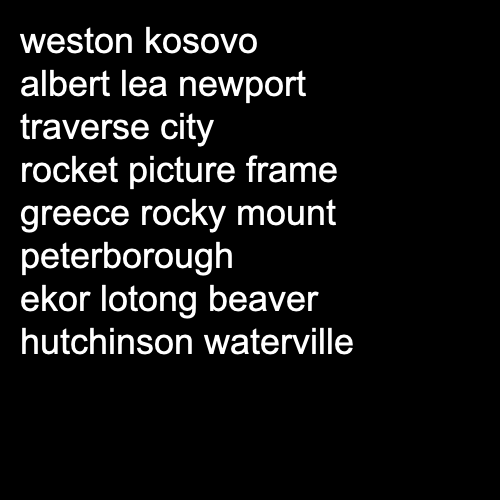 weston kosovo
albert lea newport
traverse city
rocket picture frame
greece rocky mount
peterborough
ekor lotong beaver
hutchinson waterville